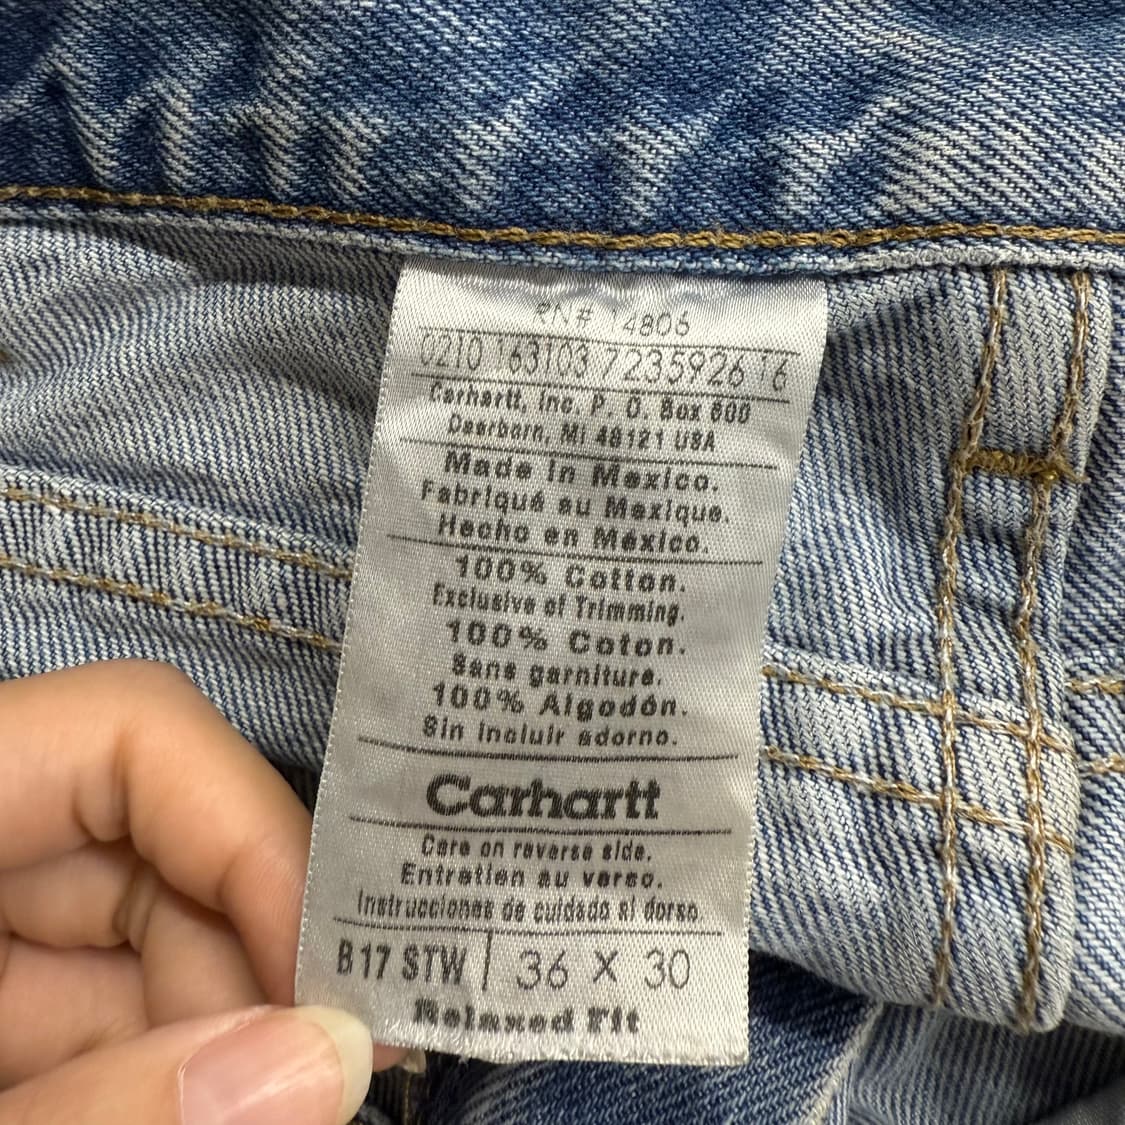 RN# 14806
0210 163103 7235926 16
Carhartt, Inc. P. O. Box 600
Dearborn, MI 48121 USA
Made in Mexico.
Fabriqué au Mexique.
Hecho en México.
100% Cotton.
Exclusive of Trimming.
100% Coton.
Sans garniture.
100% Algodón.
Sin incluir adorno.
Carhartt
Care on reverse side.
Entretien au verso.
Instrucciones de cuidado al dorso.
B17 STW 36 X 30
Relaxed Fit